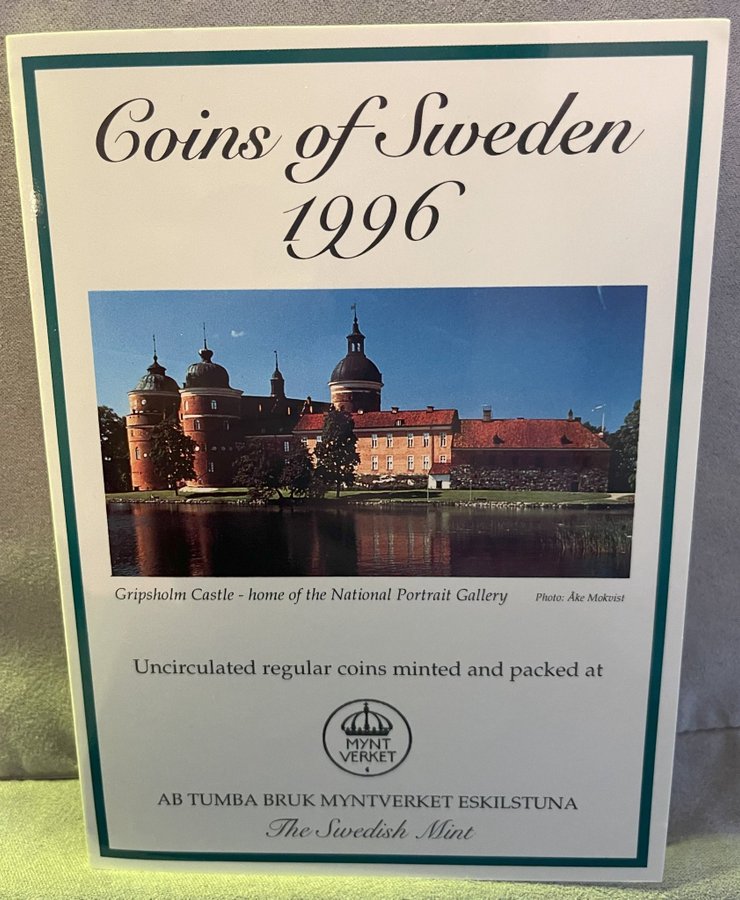 Coins of Sweden
1996
Gripsholm Castle - home of the National Portrait Gallery
Photo: Åke Mokvist
Uncirculated regular coins minted and packed at
MYNT
VERKET
AB TUMBA BRUK MYNTVERKET ESKILSTUNA
The Swedish Mint